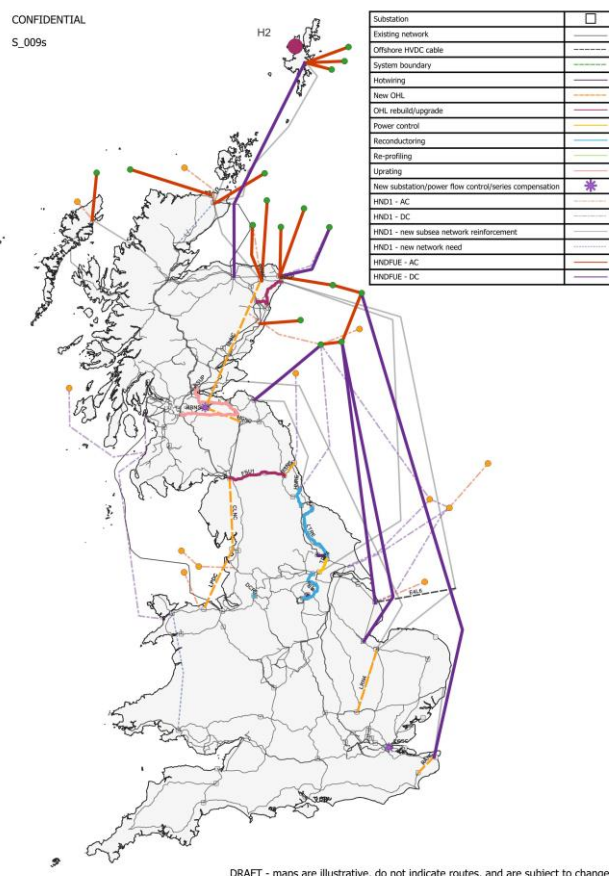 CONFIDENTIAL
S_009s
H2
Substation
Existing network
Offshore HVDC cable
System boundary
Hotwiring
New OHL
OHL rebuild/upgrade
Power control
Reconductoring
Re-profiling
Uprating
New substation/power flow control/series compensation
HND1 - AC
HND1 - DC
HND1 - new subsea network reinforcement
HND1 - new network need
HNDFUE - AC
HNDFUE - DC
CLNC
E4L5
DRAFT - maps are illustrative, do not indicate routes, and are subject to change